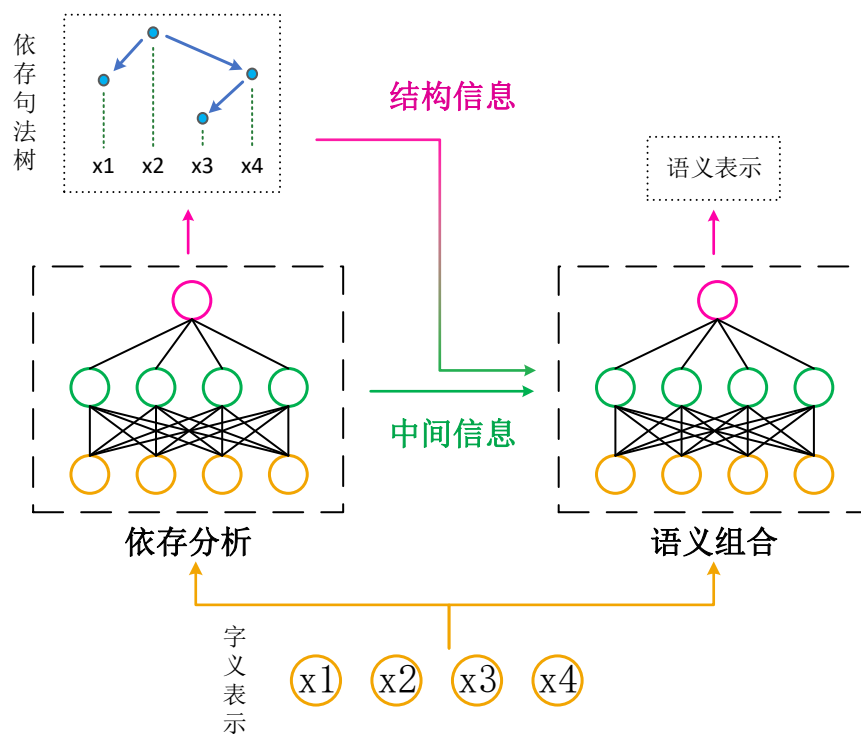 依存句法树
x1 x2 x3 x4
结构信息
语义表示
中间信息
依存分析
语义组合
字义表示
x1 x2 x3 x4